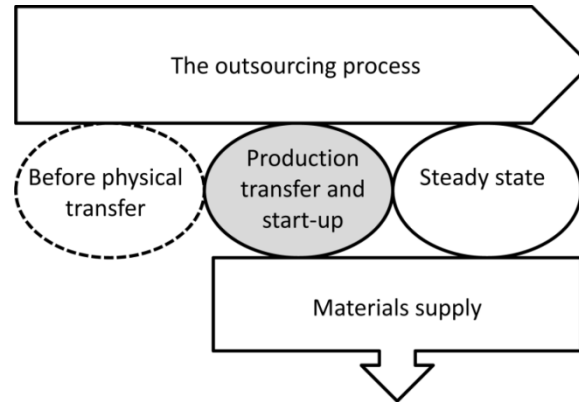 The outsourcing process
Before physical
transfer
Production
transfer and
start-up
Steady state
Materials supply